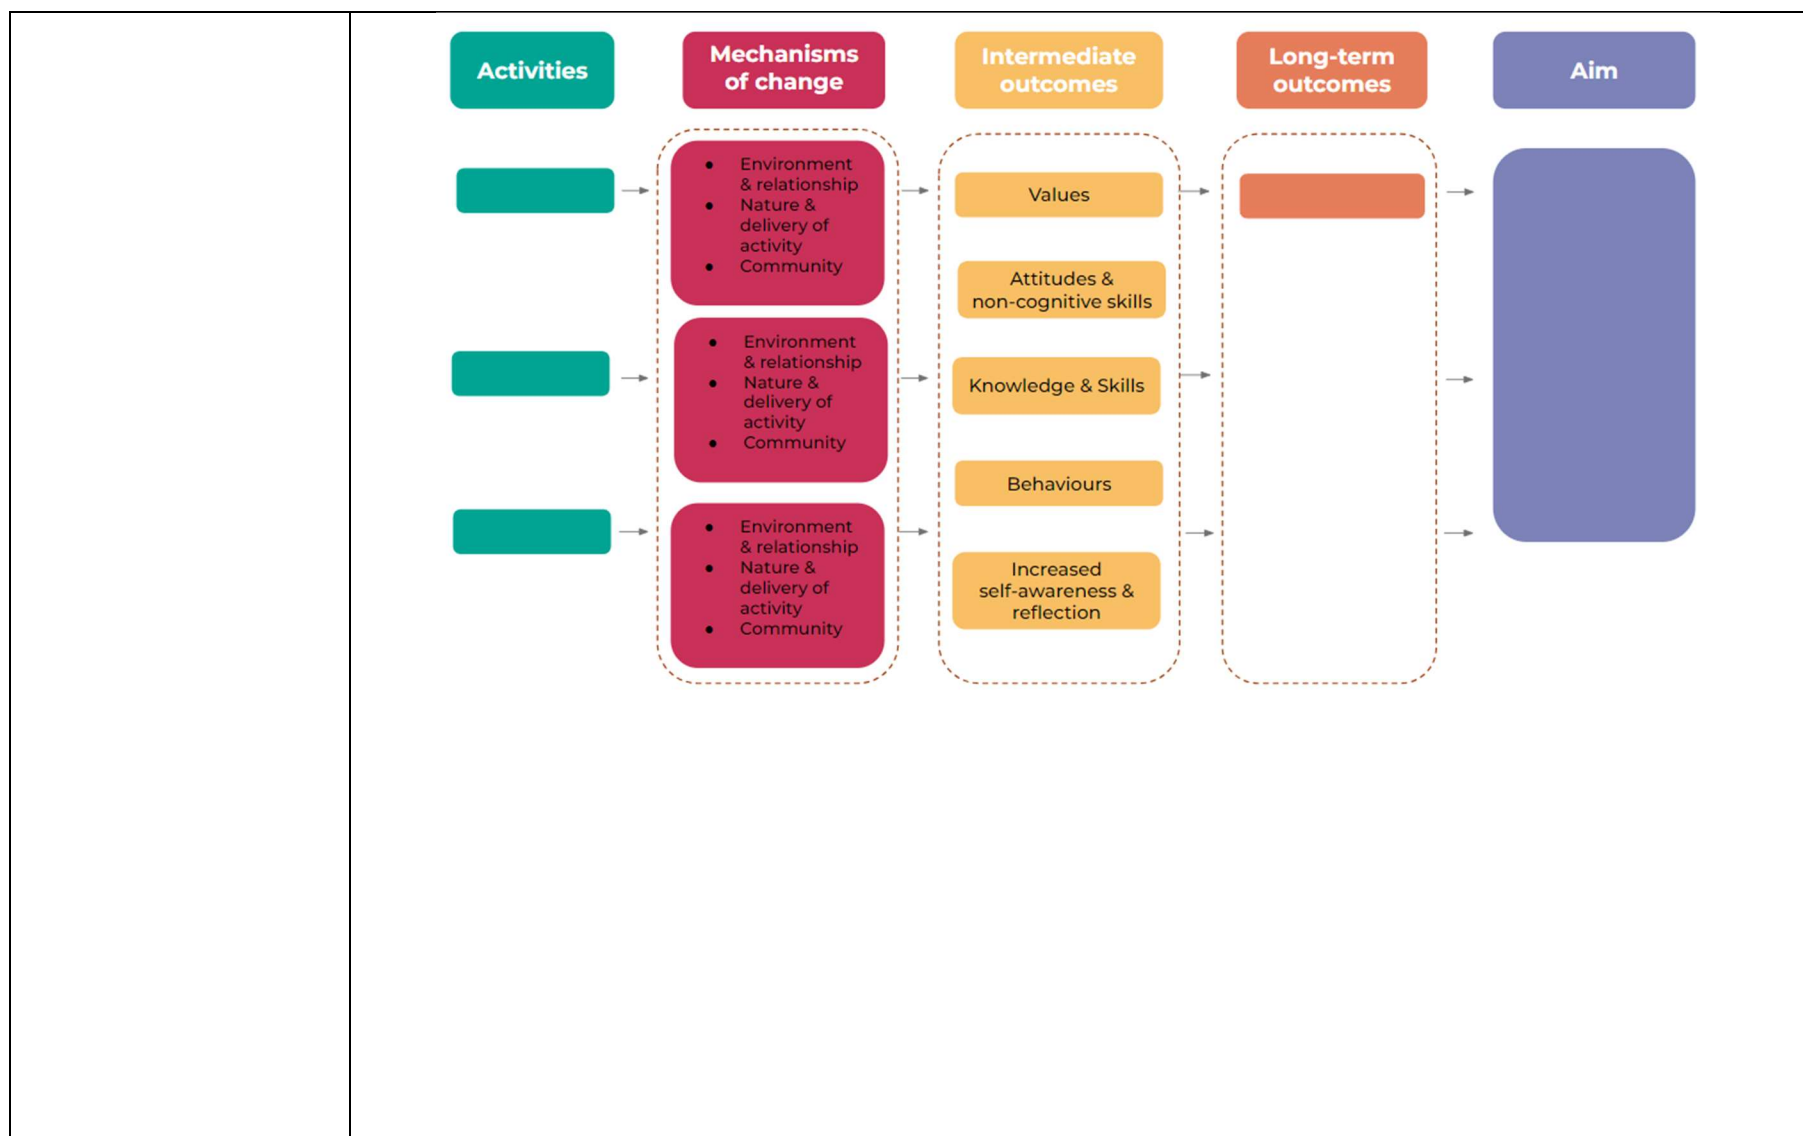 Activities
Mechanisms
of change
Intermediate
outcomes
Long-term
outcomes
Aim
● Environment
& relationship
● Nature &
delivery of
activity
● Community
● Environment
& relationship
● Nature &
delivery of
activity
● Community
● Environment
& relationship
● Nature &
delivery of
activity
● Community
Values
Attitudes &
non-cognitive skills
Knowledge & Skills
Behaviours
Increased
self-awareness &
reflection